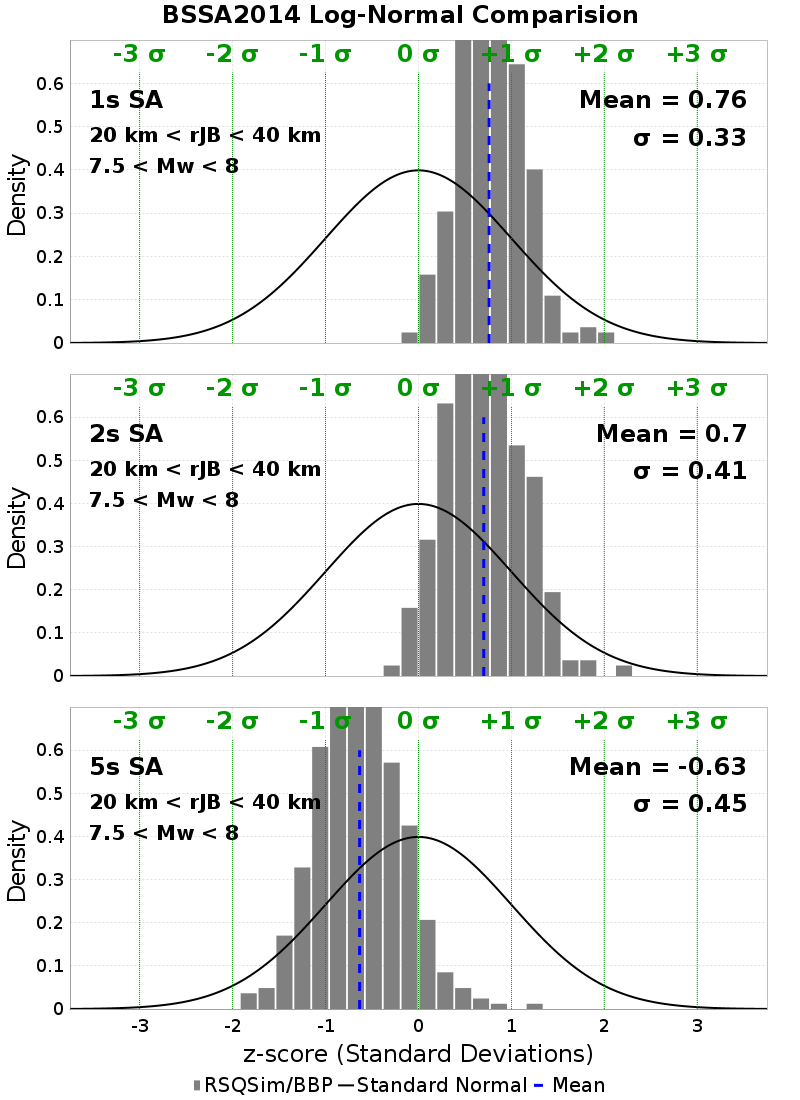 BSSA2014 Log-Normal Comparision
-3 σ -2 σ -1 σ 0 σ +1 σ +2 σ +3 σ
1s SA
20 km < rJB < 40 km
7.5 < Mw < 8
Mean = 0.76
σ = 0.33
Density
0.6
0.5
0.4
0.3
0.2
0.1
0
-3 σ -2 σ -1 σ 0 σ +1 σ +2 σ +3 σ
2s SA
20 km < rJB < 40 km
7.5 < Mw < 8
Mean = 0.7
σ = 0.41
Density
0.6
0.5
0.4
0.3
0.2
0.1
0
-3 σ -2 σ -1 σ 0 σ +1 σ +2 σ +3 σ
5s SA
20 km < rJB < 40 km
7.5 < Mw < 8
Mean = -0.63
σ = 0.45
Density
0.6
0.5
0.4
0.3
0.2
0.1
0
-3 -2 -1 0 1 2 3
z-score (Standard Deviations)
RSQSim/BBP Standard Normal Mean